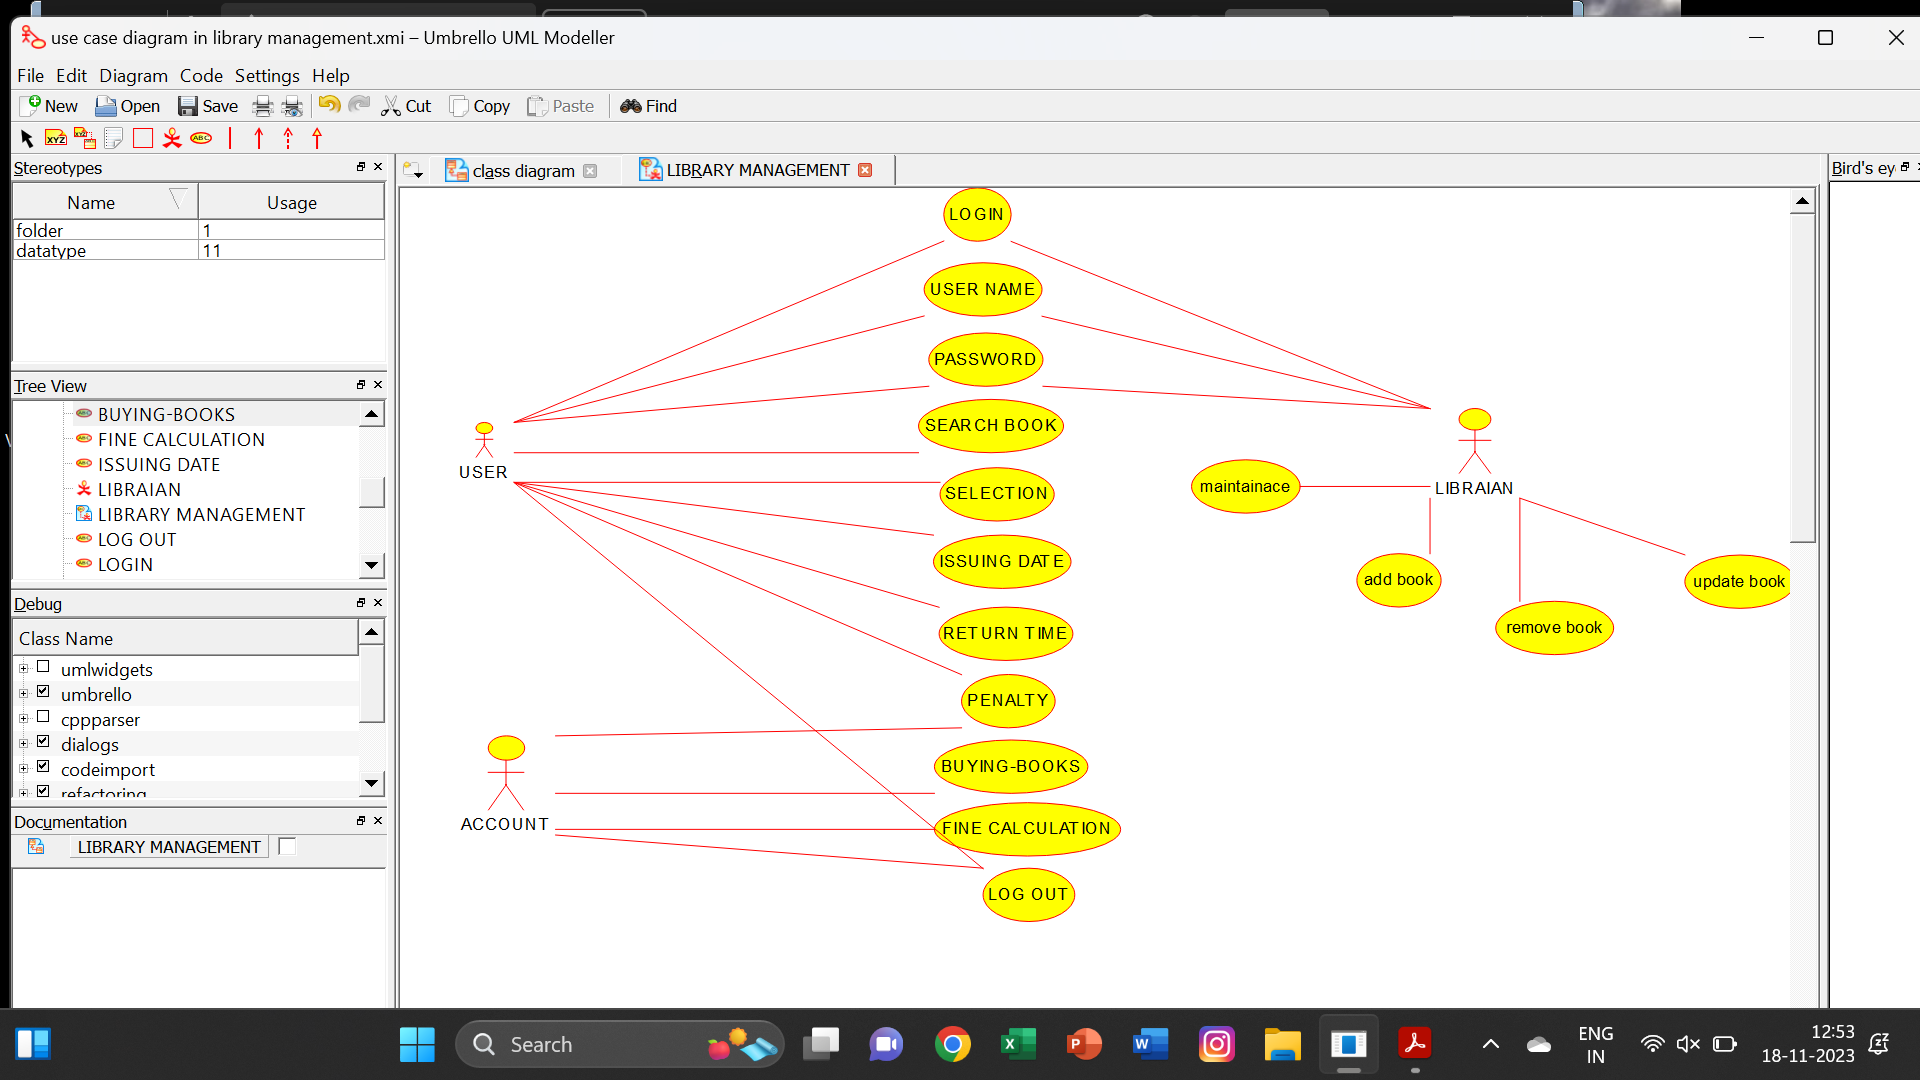 use case diagram in library management.xmi – Umbrello UML Modeller
File Edit Diagram Code Settings Help
New Open Save Cut Copy Paste Find
XYZ XYZ ABC
Stereotypes
Name Usage
folder 1
datatype 11
Tree View
BUYING-BOOKS
FINE CALCULATION
ISSUING DATE
LIBRAIAN
LIBRARY MANAGEMENT
LOG OUT
LOGIN
Debug
Class Name
umlwidgets
umbrello
cppparser
dialogs
codeimport
refactoring
Documentation
LIBRARY MANAGEMENT
class diagram
LIBRARY MANAGEMENT
Bird's ey
LOGIN
USER NAME
PASSWORD
SEARCH BOOK
SELECTION
ISSUING DATE
RETURN TIME
PENALTY
BUYING-BOOKS
FINE CALCULATION
LOG OUT
USER
ACCOUNT
LIBRAIAN
maintainace
add book
remove book
update book
Search
ENG
IN
12:53
18-11-2023